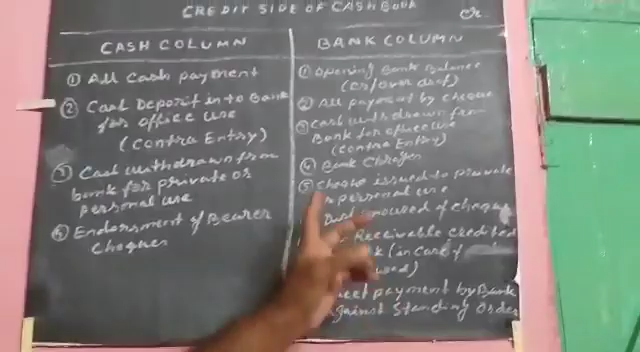 CREDIT SIDE OF CASH BOOK
Cr.
CASH COLUMN
① All Cash payment
② Cash Deposit in to Bank
for office use
(Contra Entry)
③ Cash withdrawn from
bank for private or
personal use
④ Endorsment of Bearer
Cheques
BANK COLUMN
① Opening Bank Balance
(Cr/over draf)
② All payment by cheque
③ Cash withdrawn from
Bank for office use
(Contra Entry)
④ Bank Charges
⑤ Cheque issued to private
personal use
of cheque
Receivable credited
(in case of
payment by Bank
Against Standing Order